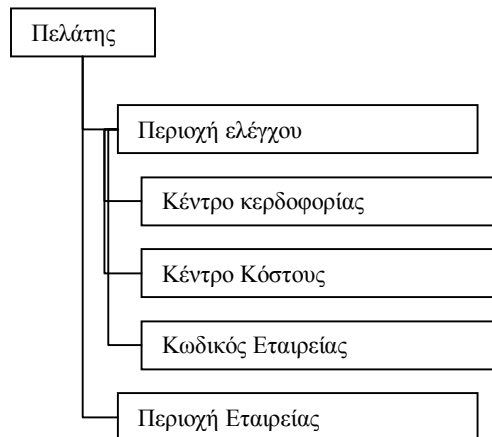 Πελάτης
Περιοχή ελέγχου
Κέντρο κερδοφορίας
Κέντρο Κόστους
Κωδικός Εταιρείας
Περιοχή Εταιρείας